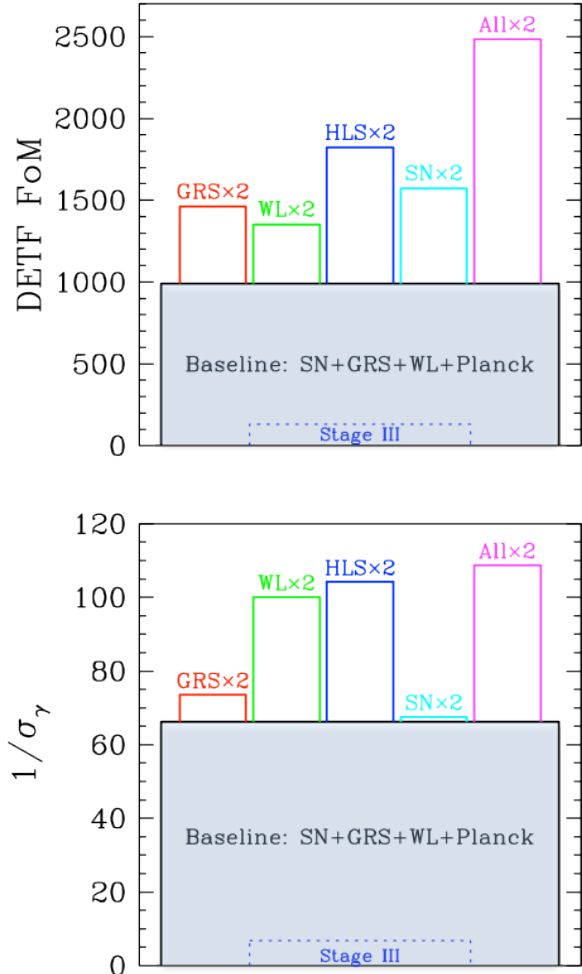 2500
2000
1500
1000
500
0
DETF FoM
GRS×2
WL×2
HLS×2
SN×2
All×2
Baseline: SN+GRS+WL+Planck
Stage III
120
100
80
60
40
20
0
1/σγ
GRS×2
WL×2
HLS×2
SN×2
All×2
Baseline: SN+GRS+WL+Planck
Stage III